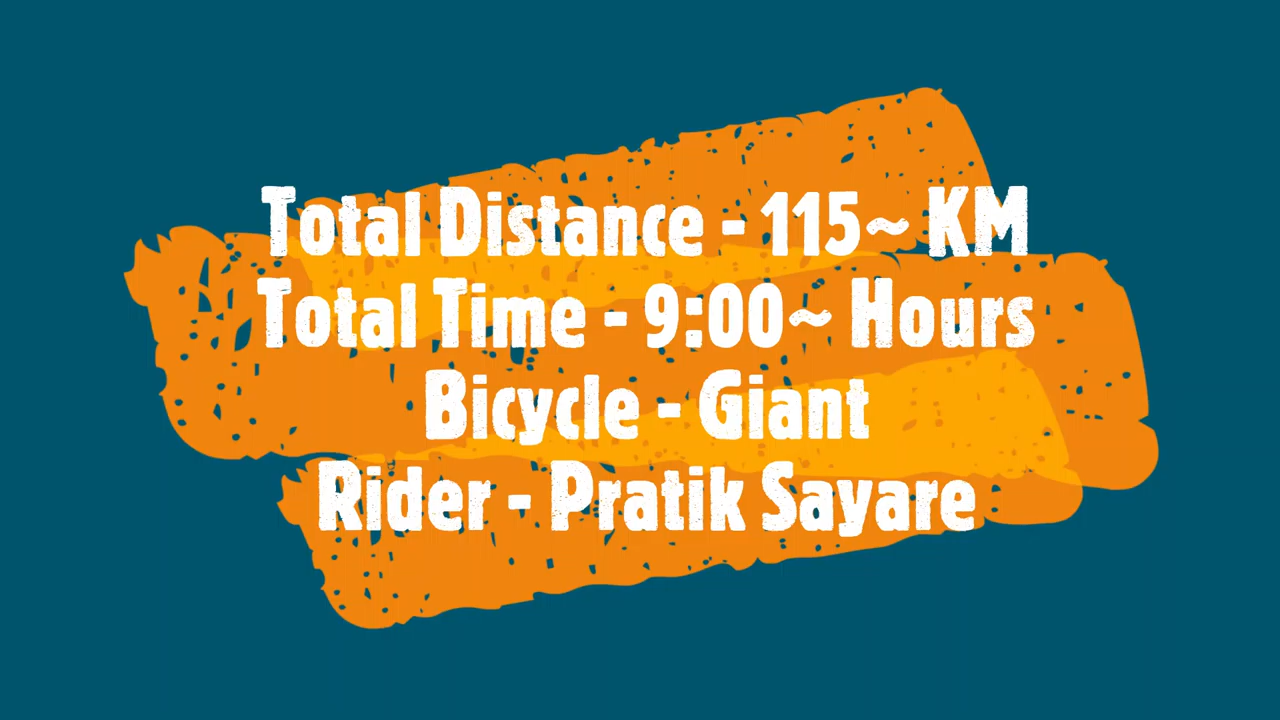 Total Distance - 115~ KM
Total Time - 9:00~ Hours
Bicycle - Giant
Rider - Pratik Sayare